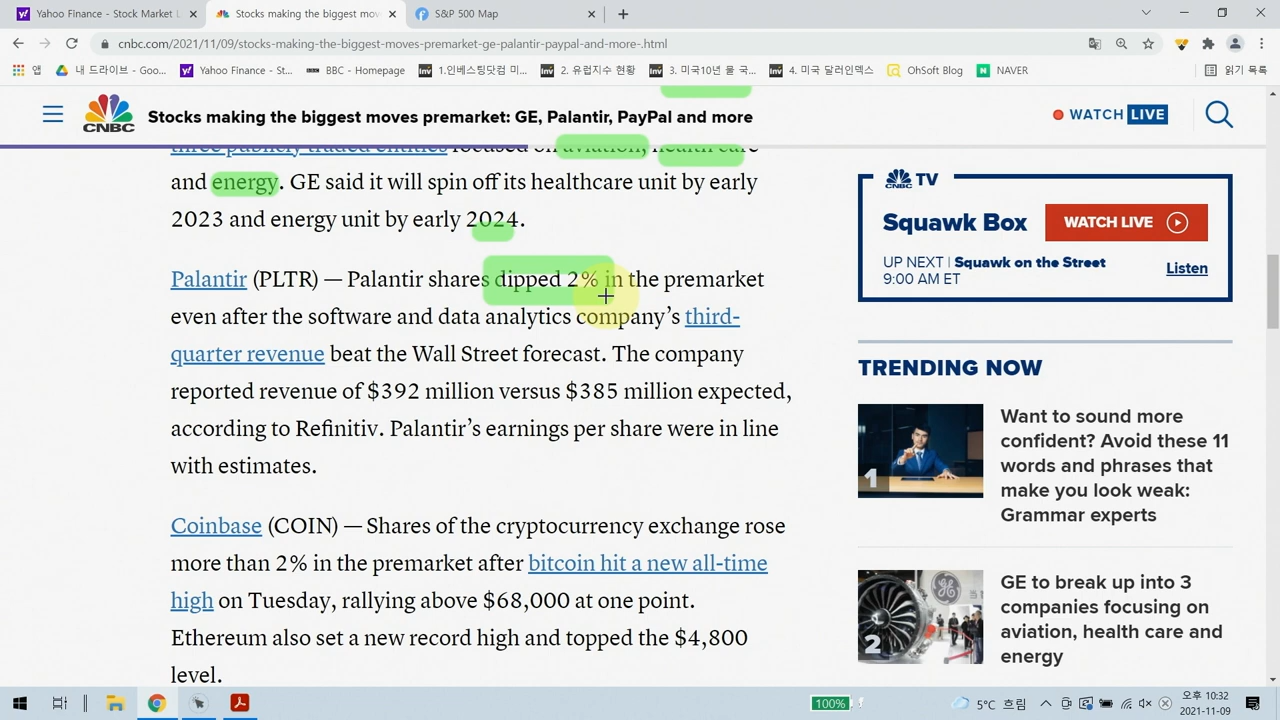 Yahoo Finance - Stock Market L
Stocks making the biggest moves
S&P 500 Map
cnbc.com/2021/11/09/stocks-making-the-biggest-moves-premarket-ge-palantir-paypal-and-more-.html
앱
내 드라이브 - Goo...
Yahoo Finance - St...
BBC - Homepage
1.인베스팅닷컴 미...
2. 유럽지수 현황
3. 미국10년 물 국...
4. 미국 달러인덱스
OhSoft Blog
NAVER
읽기 목록
CNBC
Stocks making the biggest moves premarket: GE, Palantir, PayPal and more
WATCH LIVE
three publicly traded entities focused on aviation, health care
and energy. GE said it will spin off its healthcare unit by early
2023 and energy unit by early 2024.
Palantir (PLTR) — Palantir shares dipped 2% in the premarket
even after the software and data analytics company’s third-
quarter revenue beat the Wall Street forecast. The company
reported revenue of $392 million versus $385 million expected,
according to Refinitiv. Palantir’s earnings per share were in line
with estimates.
Coinbase (COIN) — Shares of the cryptocurrency exchange rose
more than 2% in the premarket after bitcoin hit a new all-time
high on Tuesday, rallying above $68,000 at one point.
Ethereum also set a new record high and topped the $4,800
level.
CNBC TV
Squawk Box
WATCH LIVE
UP NEXT | Squawk on the Street
9:00 AM ET
Listen
TRENDING NOW
1
Want to sound more
confident? Avoid these 11
words and phrases that
make you look weak:
Grammar experts
2
GE to break up into 3
companies focusing on
aviation, health care and
energy
100%
5°C 흐림
오후 10:32
2021-11-09